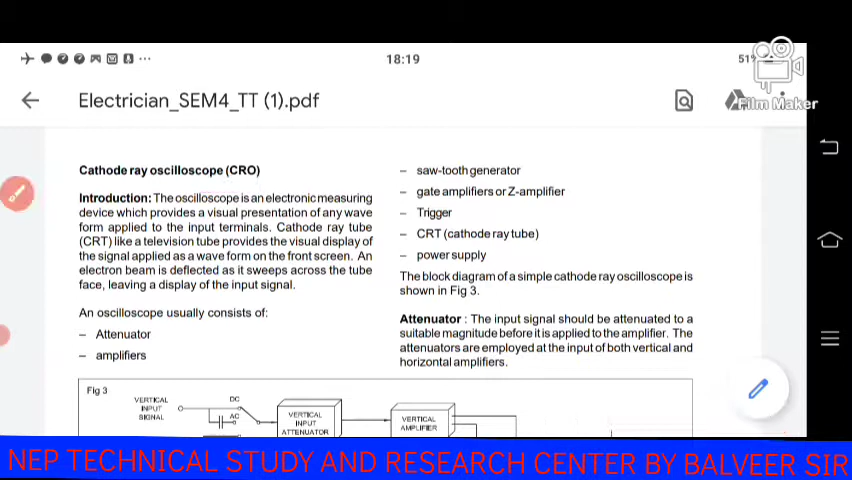 18:19
51%
Film Maker
Electrician_SEM4_TT (1).pdf
Cathode ray oscilloscope (CRO)
Introduction: The oscilloscope is an electronic measuring
device which provides a visual presentation of any wave
form applied to the input terminals. Cathode ray tube
(CRT) like a television tube provides the visual display of
the signal applied as a wave form on the front screen. An
electron beam is deflected as it sweeps across the tube
face, leaving a display of the input signal.
An oscilloscope usually consists of:
– Attenuator
– amplifiers
– saw-tooth generator
– gate amplifiers or Z-amplifier
– Trigger
– CRT (cathode ray tube)
– power supply
The block diagram of a simple cathode ray oscilloscope is
shown in Fig 3.
Attenuator : The input signal should be attenuated to a
suitable magnitude before it is applied to the amplifier. The
attenuators are employed at the input of both vertical and
horizontal amplifiers.
Fig 3
VERTICAL
INPUT
SIGNAL
DC
AC
VERTICAL
INPUT
ATTENUATOR
VERTICAL
AMPLIFIER
NEP TECHNICAL STUDY AND RESEARCH CENTER BY BALVEER SIR